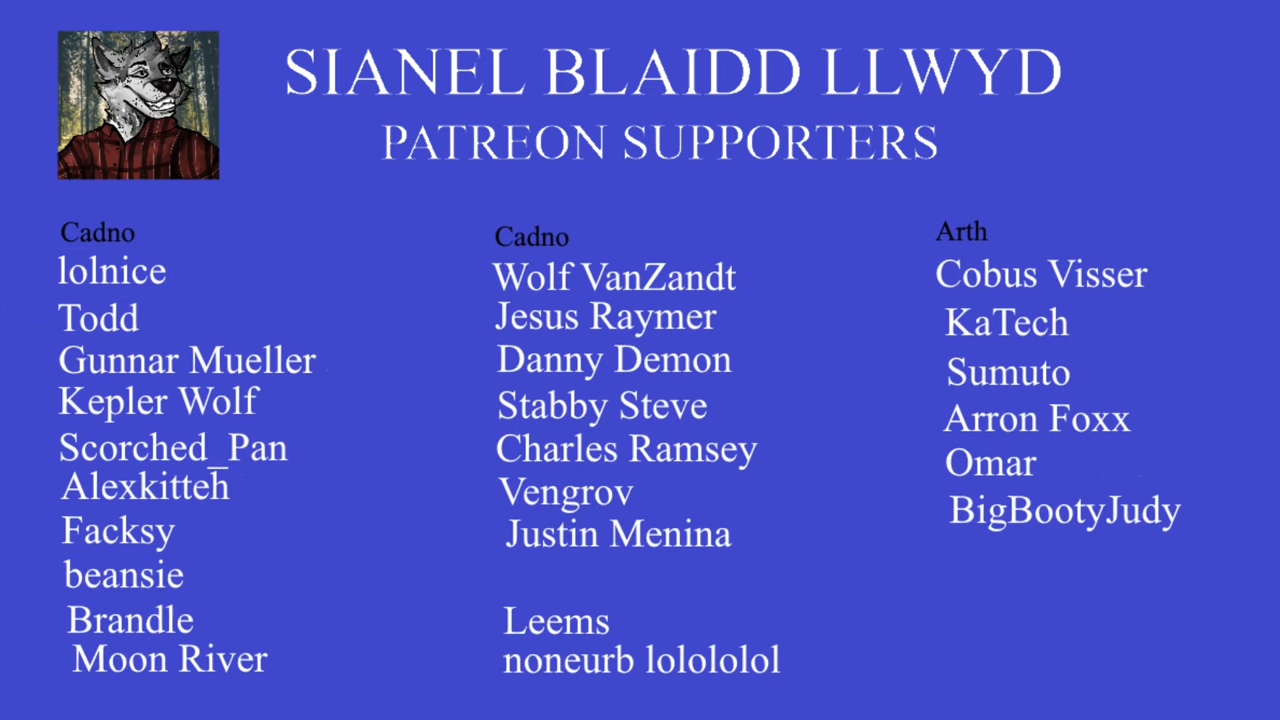 SIANEL BLAIDD LLWYD
PATREON SUPPORTERS
Cadno
lolnice
Todd
Gunnar Mueller
Kepler Wolf
Scorched_Pan
Alexkitteh
Facksy
beansie
Brandle
Moon River
Cadno
Wolf VanZandt
Jesus Raymer
Danny Demon
Stabby Steve
Charles Ramsey
Vengrov
Justin Menina
Leems
noneurb lolololol
Arth
Cobus Visser
KaTech
Sumuto
Arron Foxx
Omar
BigBootyJudy